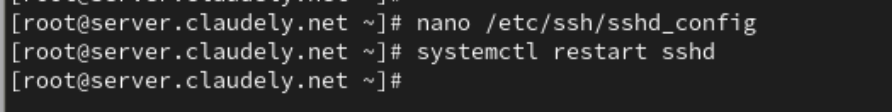 [root@server.claudely.net ~]# nano /etc/ssh/sshd_config
[root@server.claudely.net ~]# systemctl restart sshd
[root@server.claudely.net ~]#